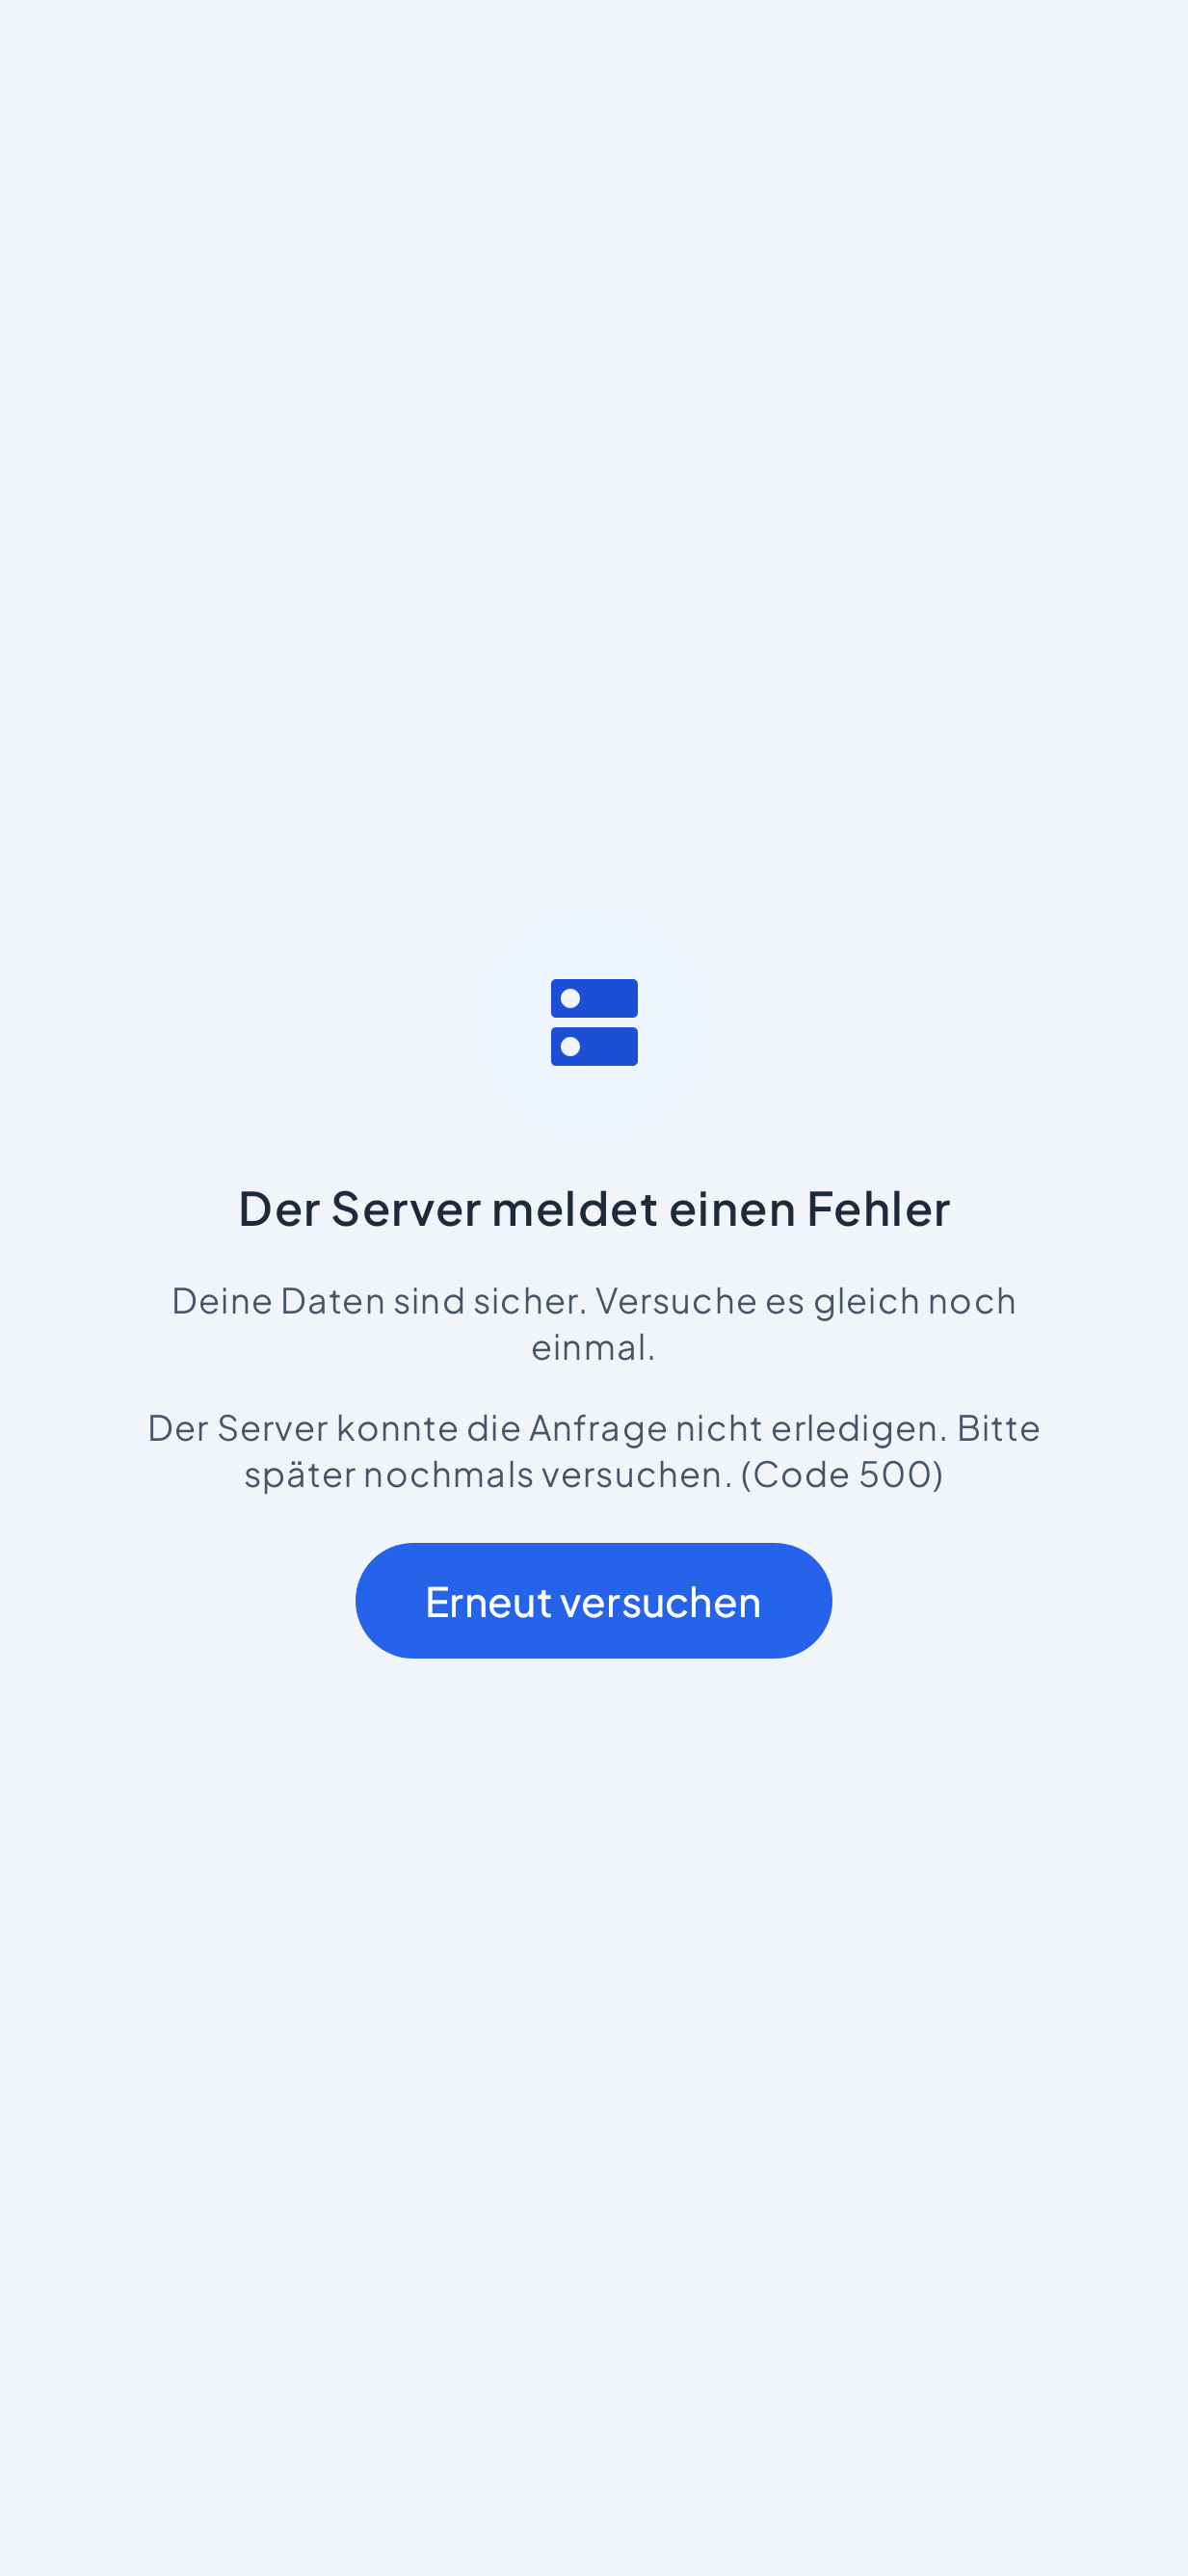 Der Server meldet einen Fehler
Deine Daten sind sicher. Versuche es gleich noch
einmal.
Der Server konnte die Anfrage nicht erledigen. Bitte
später nochmals versuchen. (Code 500)
Erneut versuchen